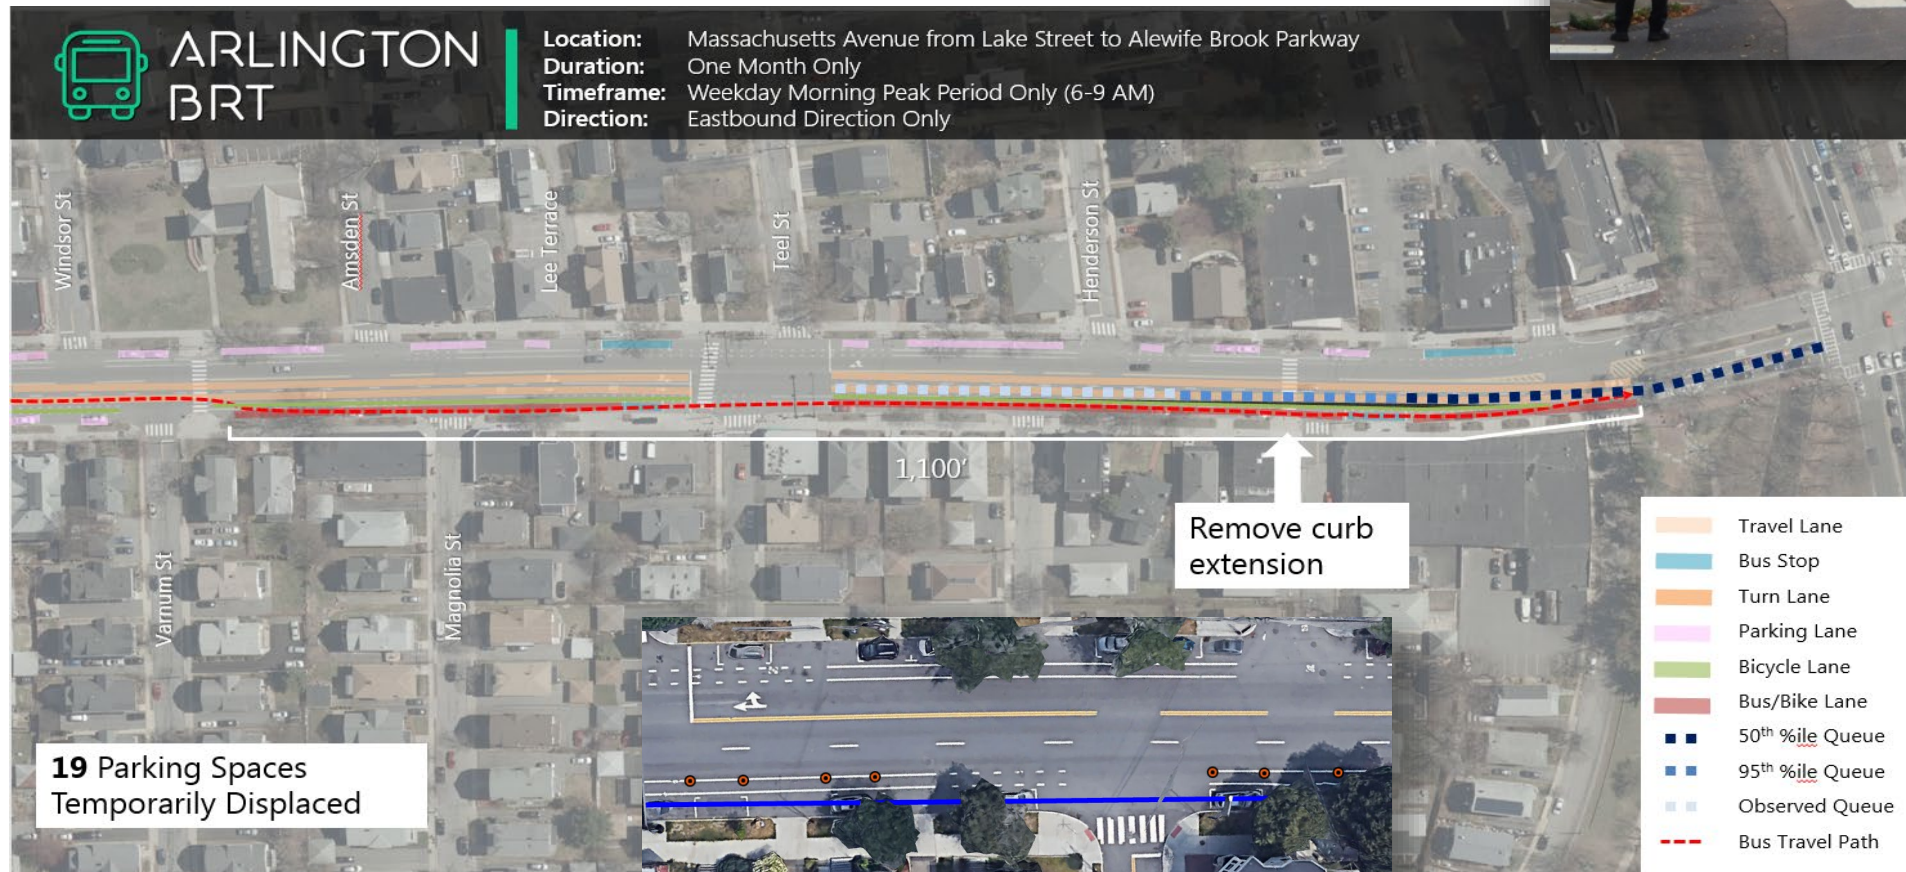 ARLINGTON
BRT
Location: Massachusetts Avenue from Lake Street to Alewife Brook Parkway
Duration: One Month Only
Timeframe: Weekday Morning Peak Period Only (6-9 AM)
Direction: Eastbound Direction Only
Windsor St
Amsden St
Lee Terrace
Teel St
Henderson St
1,100'
Varnum St
Magnolia St
Remove curb
extension
19 Parking Spaces
Temporarily Displaced
Travel Lane
Bus Stop
Turn Lane
Parking Lane
Bicycle Lane
Bus/Bike Lane
50th %ile Queue
95th %ile Queue
Observed Queue
Bus Travel Path